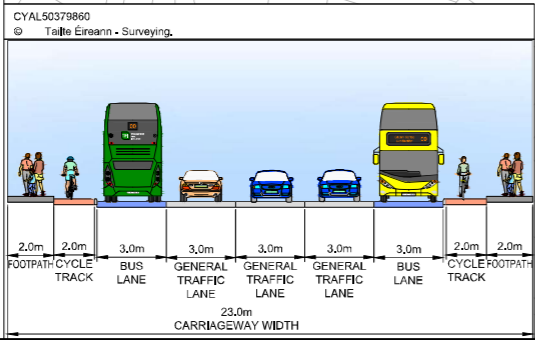 CYAL50379860
© Tailte Éireann - Surveying.
2.0m 2.0m 3.0m 3.0m 3.0m 3.0m 3.0m 2.0m 2.0m
FOOTPATH CYCLE TRACK BUS LANE GENERAL TRAFFIC LANE GENERAL TRAFFIC LANE GENERAL TRAFFIC LANE BUS LANE CYCLE TRACK FOOTPATH
23.0m
CARRIAGEWAY WIDTH